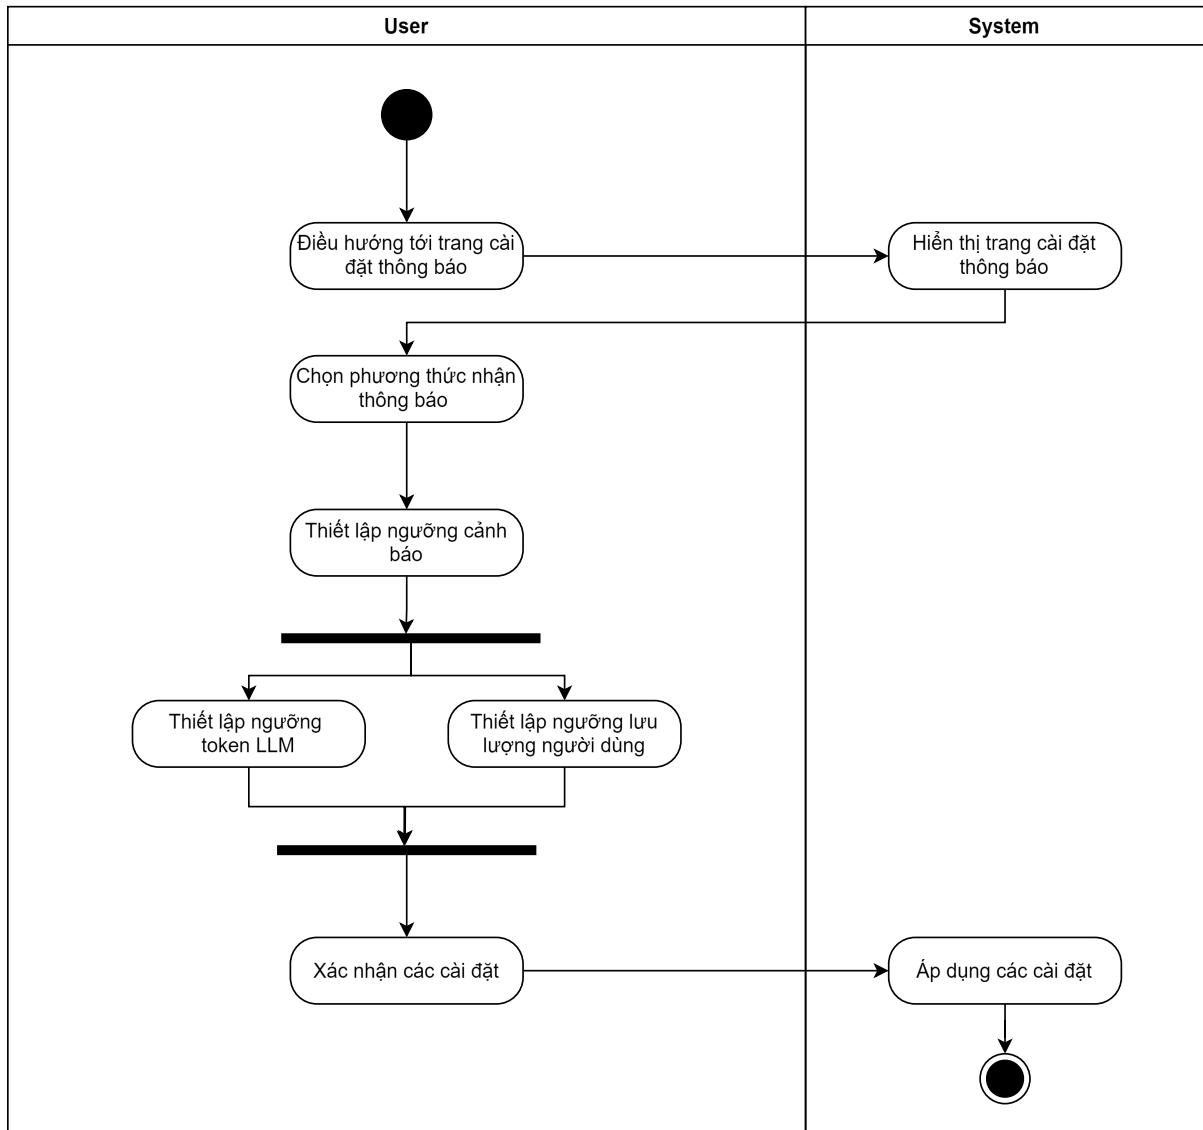 User
System
Điều hướng tới trang cài
đặt thông báo
Hiển thị trang cài đặt
thông báo
Chọn phương thức nhận
thông báo
Thiết lập ngưỡng cảnh
báo
Thiết lập ngưỡng
token LLM
Thiết lập ngưỡng lưu
lượng người dùng
Xác nhận các cài đặt
Áp dụng các cài đặt